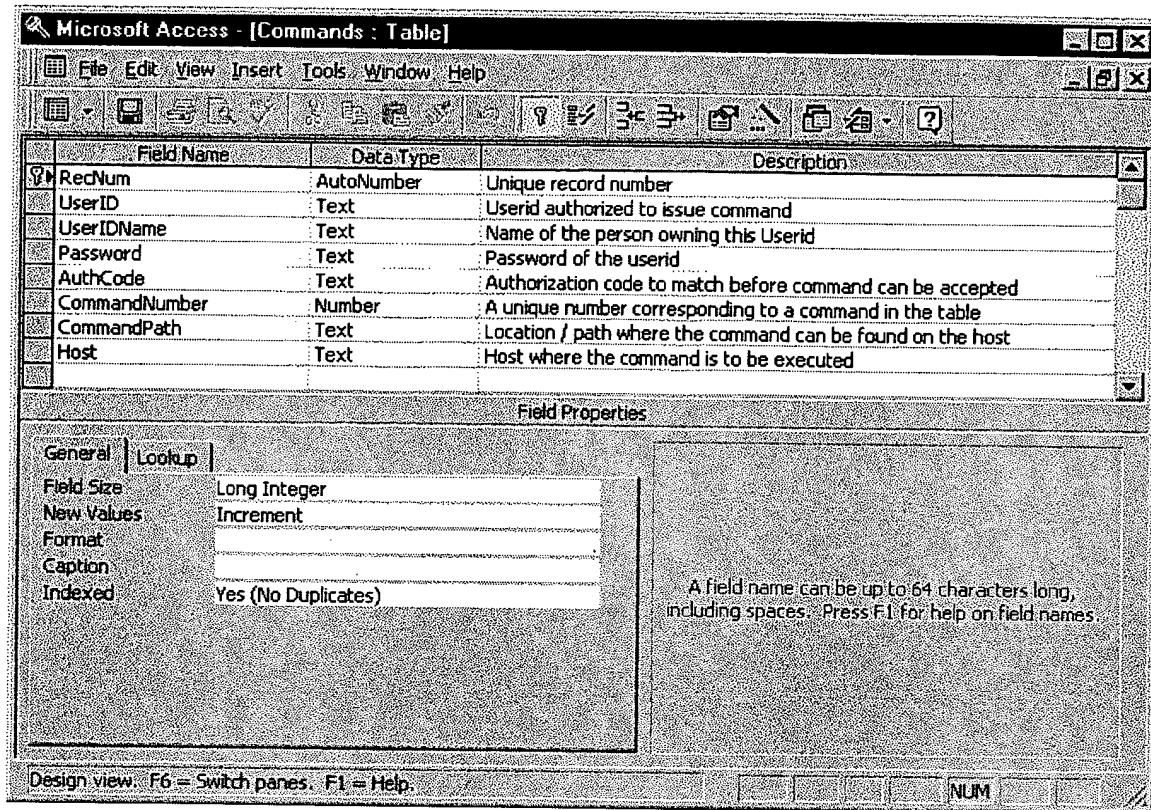 Microsoft Access - [Commands : Table]
File Edit View Insert Tools Window Help
Field Name Data Type Description
RecNum AutoNumber Unique record number
UserID Text Userid authorized to issue command
UserIDName Text Name of the person owning this Userid
Password Text Password of the userid
AuthCode Text Authorization code to match before command can be accepted
CommandNumber Number A unique number corresponding to a command in the table
CommandPath Text Location / path where the command can be found on the host
Host Text Host where the command is to be executed
Field Properties
General Lookup
Field Size Long Integer
New Values Increment
Format
Caption
Indexed Yes (No Duplicates)
A field name can be up to 64 characters long,
including spaces. Press F1 for help on field names.
Design view. F6 = Switch panes. F1 = Help. NUM